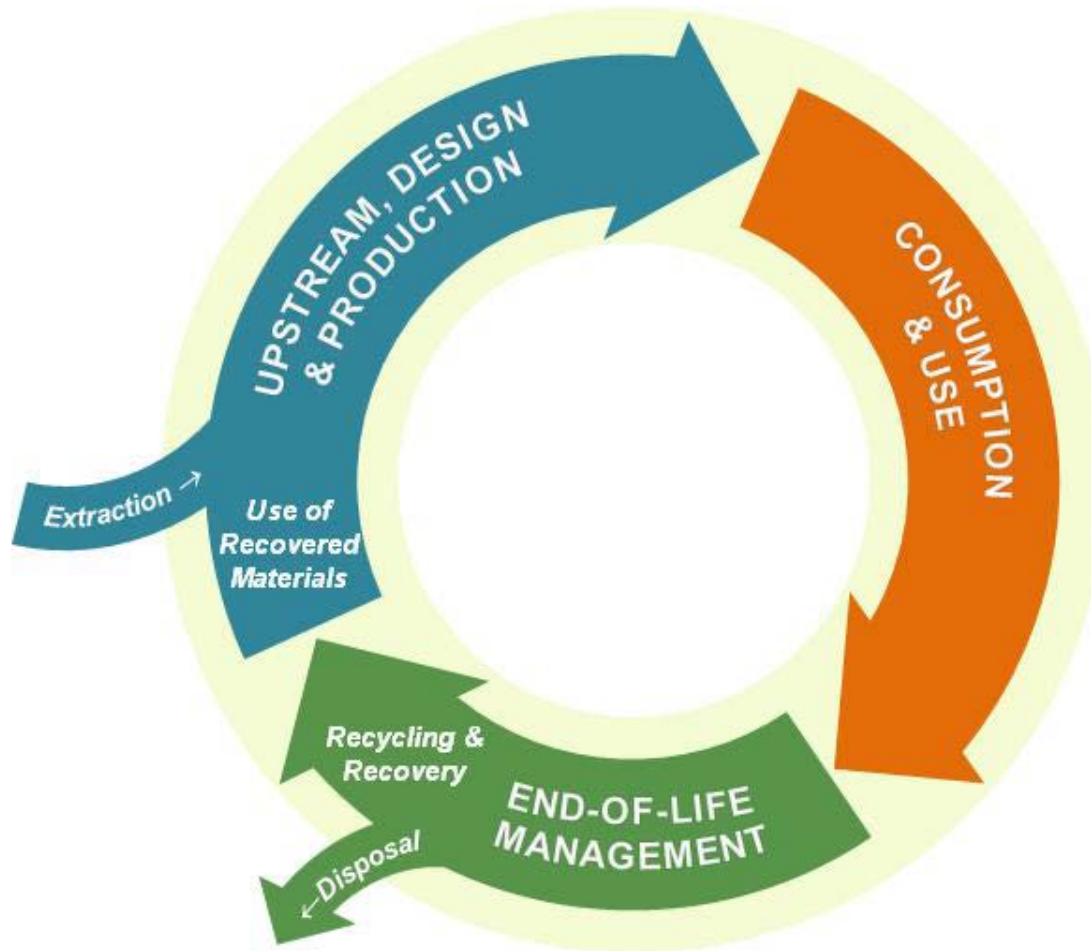 UPSTREAM, DESIGN
& PRODUCTION
CONSUMPTION
& USE
Extraction →
Use of
Recovered
Materials
Recycling &
Recovery
END-OF-LIFE
MANAGEMENT
←Disposal